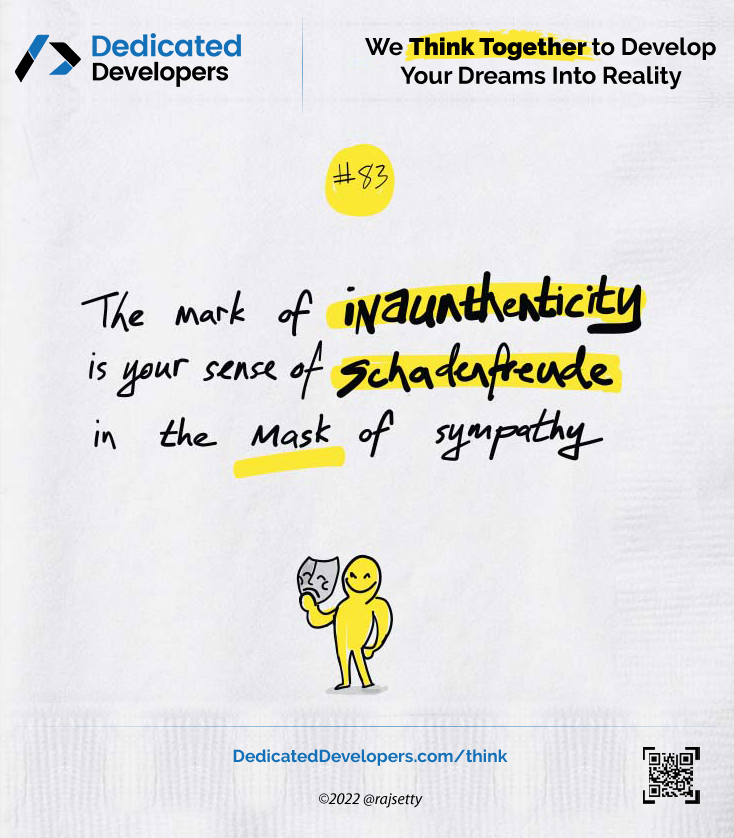 Dedicated
Developers
We Think Together to Develop
Your Dreams Into Reality
#83
The mark of inaunthenticity
is your sense of schadenfreude
in the mask of sympathy
DedicatedDevelopers.com/think
©2022 @rajsetty